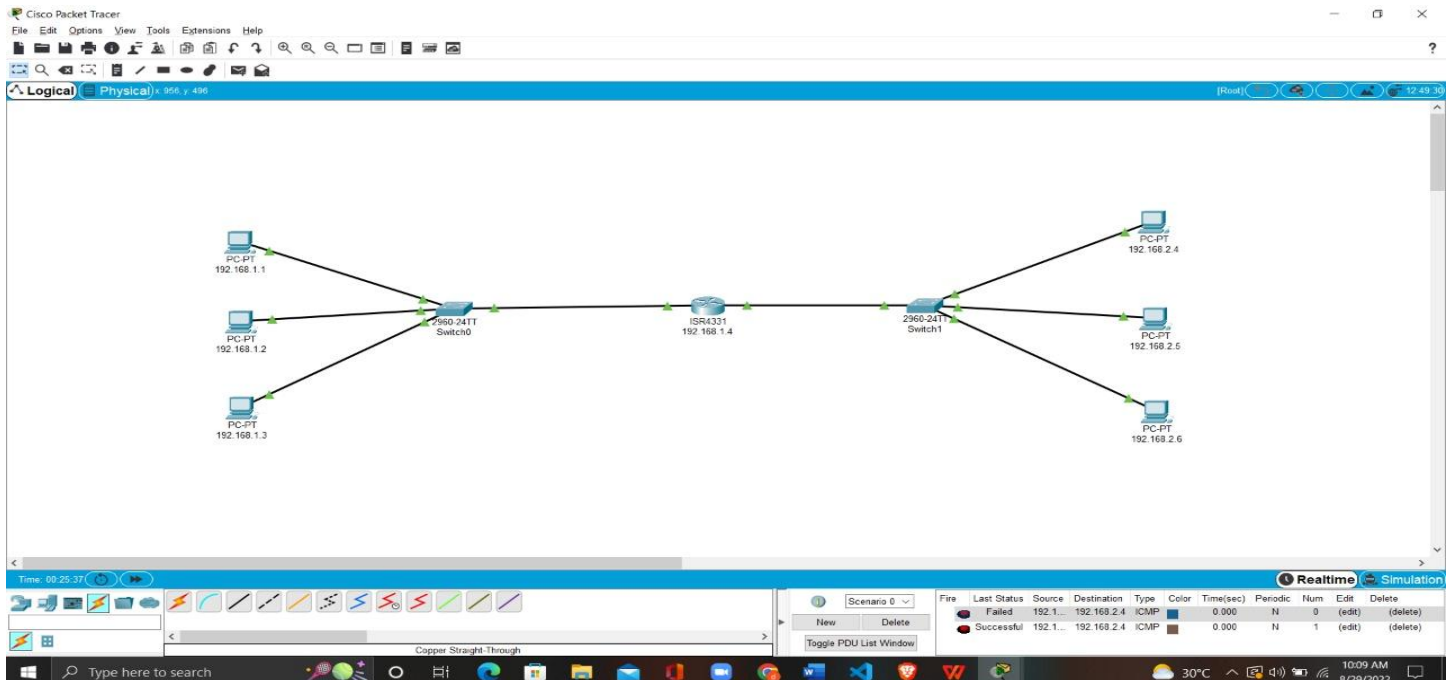 Cisco Packet Tracer
File Edit Options View Tools Extensions Help
?
Logical Physical x: 956, y: 496 [Root] 12:49:30
PC-PT
192.168.1.1
PC-PT
192.168.1.2
PC-PT
192.168.1.3
2960-24TT
Switch0
ISR4331
192.168.1.4
2960-24TT
Switch1
PC-PT
192.168.2.4
PC-PT
192.168.2.5
PC-PT
192.168.2.6
Time: 00:25:37 Realtime Simulation
Scenario 0
New Delete
Toggle PDU List Window
Fire Last Status Source Destination Type Color Time(sec) Periodic Num Edit Delete
Failed 192.1... 192.168.2.4 ICMP 0.000 N 0 (edit) (delete)
Successful 192.1... 192.168.2.4 ICMP 0.000 N 1 (edit) (delete)
Copper Straight-Through
Type here to search
30°C
10:09 AM